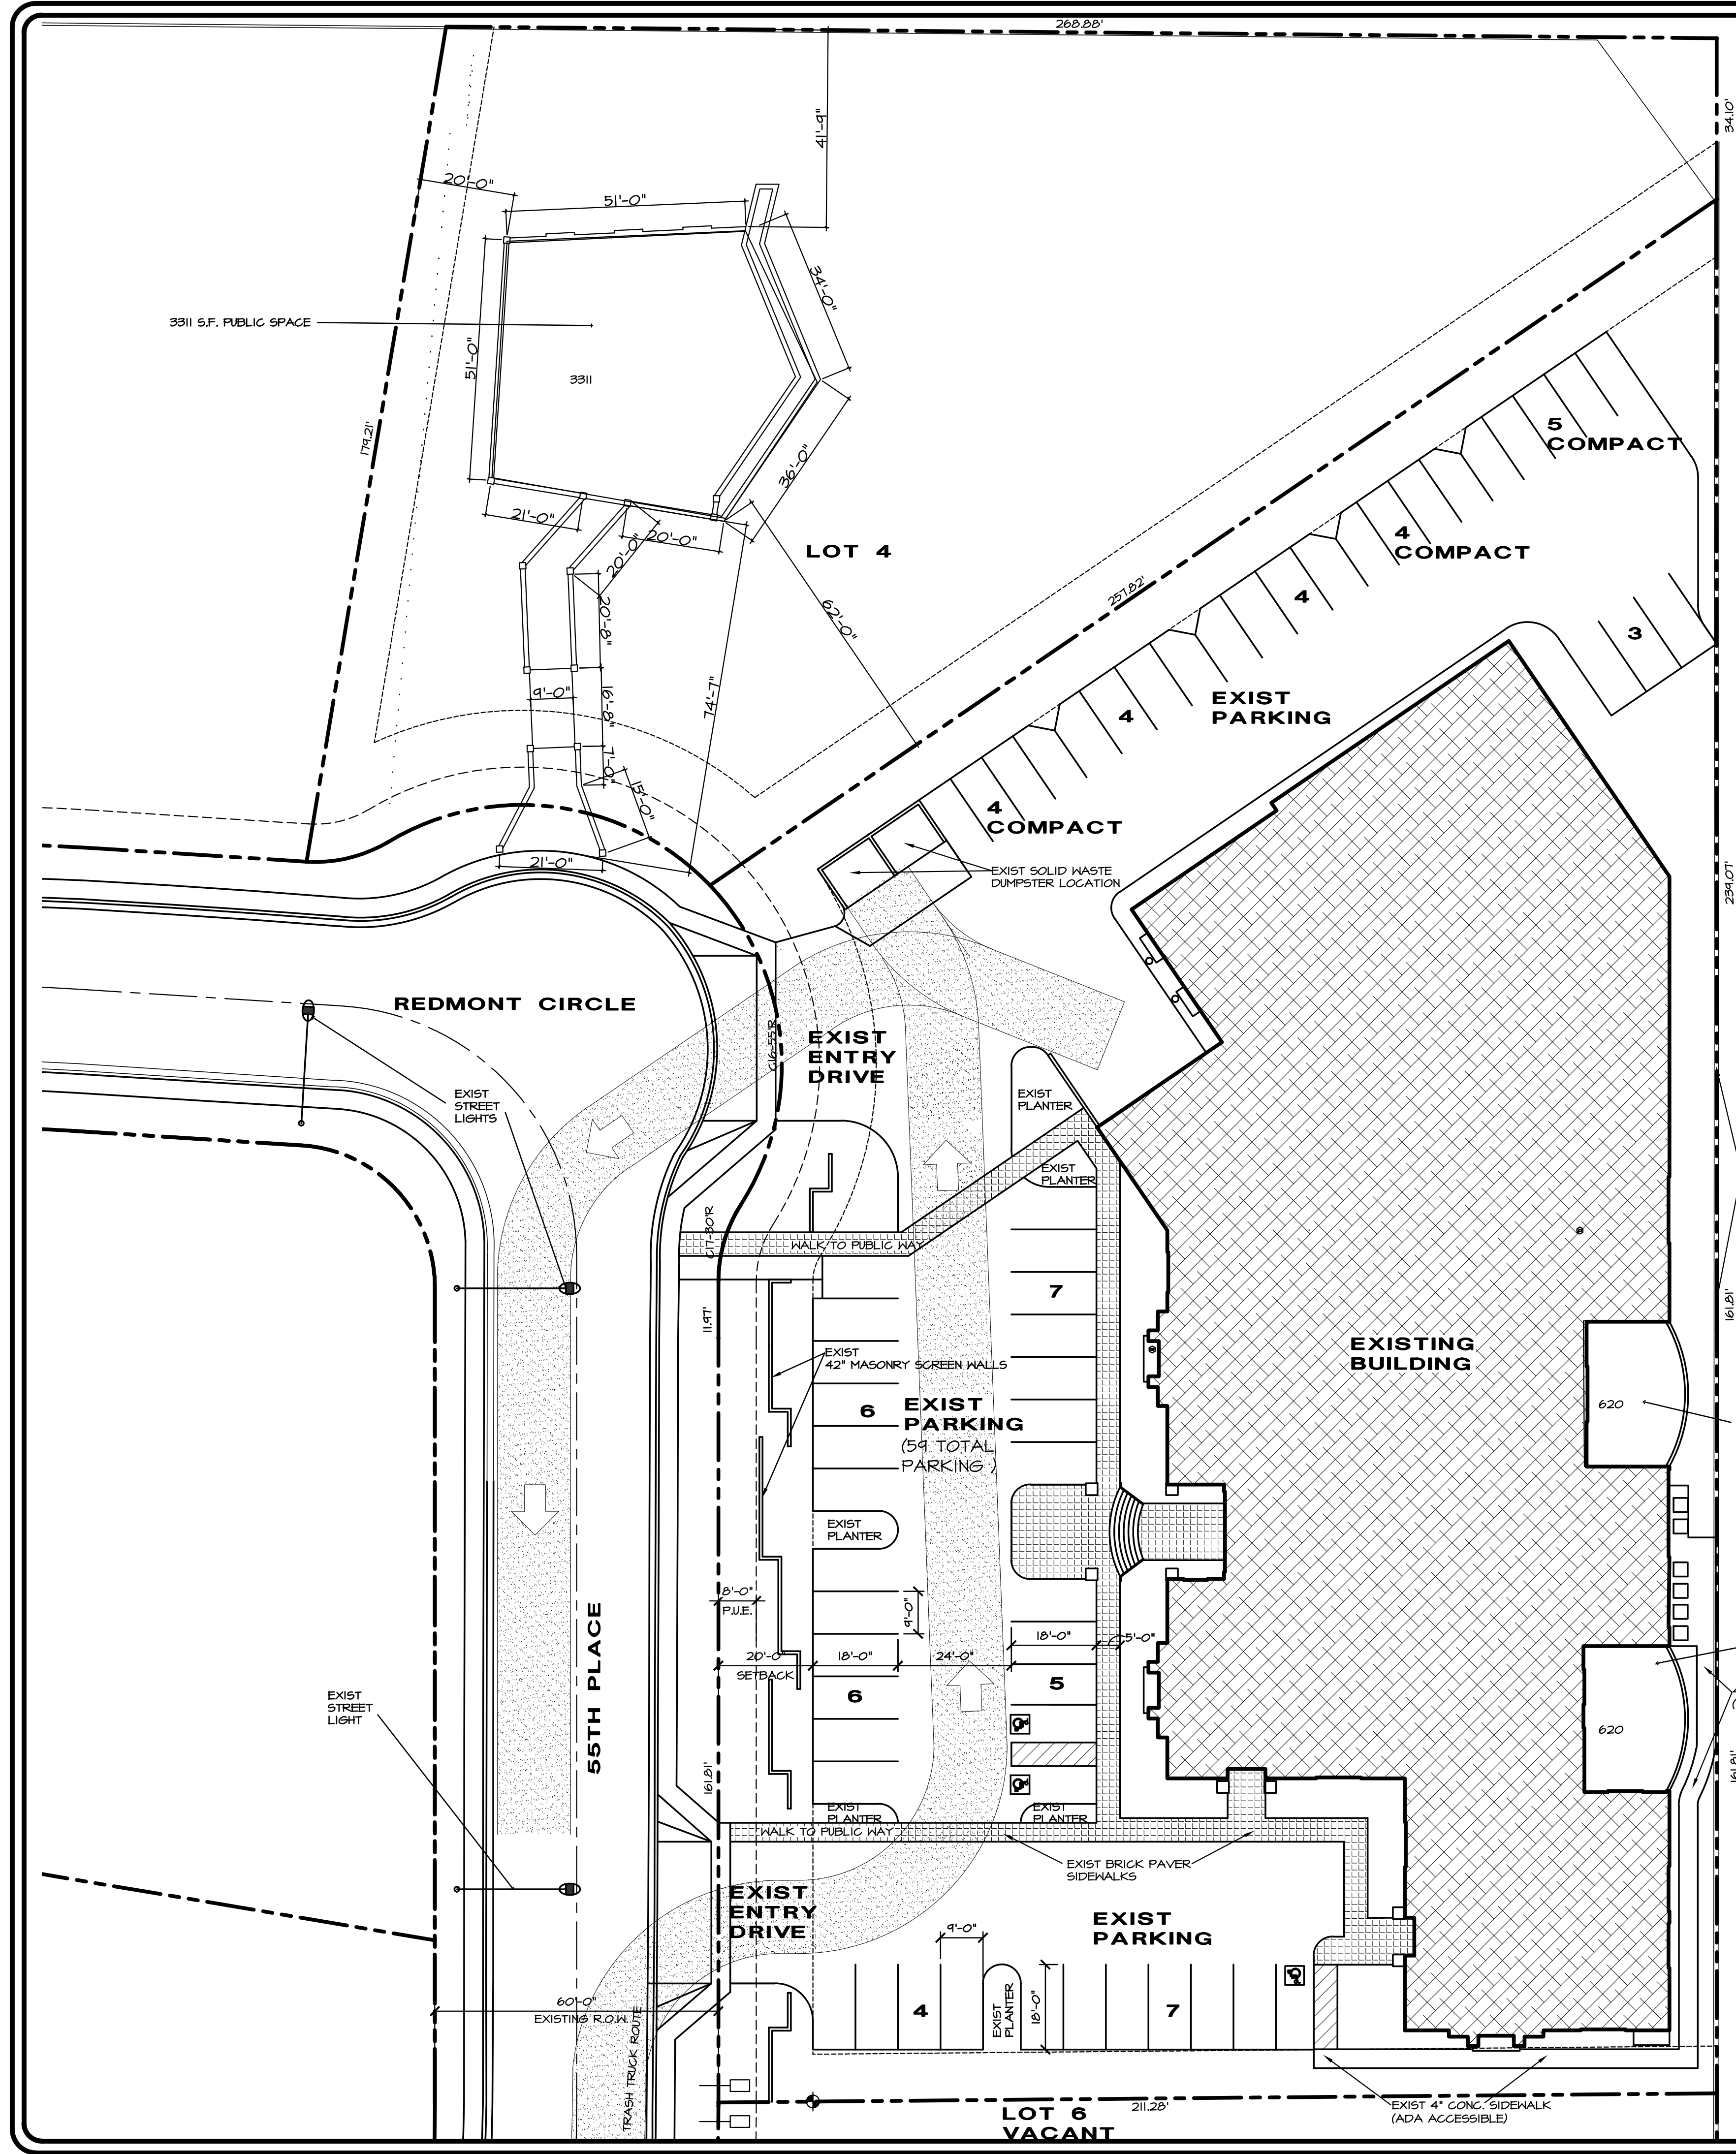 268.88'
34.10'
41'-9"
20'-0"
51'-0"
34'-0"
3311 S.F. PUBLIC SPACE
51'-0"
3311
179.21'
36'-0"
21'-0"
20'-0"
20'-0"
LOT 4
5
COMPACT
4
COMPACT
257.82'
4
3
20'-8"
62'-0"
9'-0"
16'-8"
74'-7"
7'-0"
15'-0"
21'-0"
4
EXIST
PARKING
4
COMPACT
EXIST SOLID WASTE
DUMPSTER LOCATION
239.07'
REDMONT CIRCLE
C16-55'R
EXIST
ENTRY
DRIVE
EXIST
STREET
LIGHTS
EXIST
PLANTER
EXIST
PLANTER
C17-30'R
WALK TO PUBLIC WAY
7
11.97'
161.81'
EXIST
42" MASONRY SCREEN WALLS
EXISTING
BUILDING
6
EXIST
PARKING
(59 TOTAL
PARKING )
620
EXIST
PLANTER
8'-0"
P.U.E.
9'-0"
18'-0"
5'-0"
20'-0"
SETBACK
18'-0"
24'-0"
6
5
55TH PLACE
EXIST
STREET
LIGHT
620
161.81'
161.81'
EXIST
PLANTER
EXIST
PLANTER
WALK TO PUBLIC WAY
EXIST BRICK PAVER
SIDEWALKS
EXIST
ENTRY
DRIVE
EXIST
PARKING
9'-0"
18'-0"
60'-0"
EXISTING R.O.W.
TRASH TRUCK ROUTE
4
EXIST
PLANTER
7
211.28'
LOT 6
VACANT
EXIST 4" CONC. SIDEWALK
(ADA ACCESSIBLE)